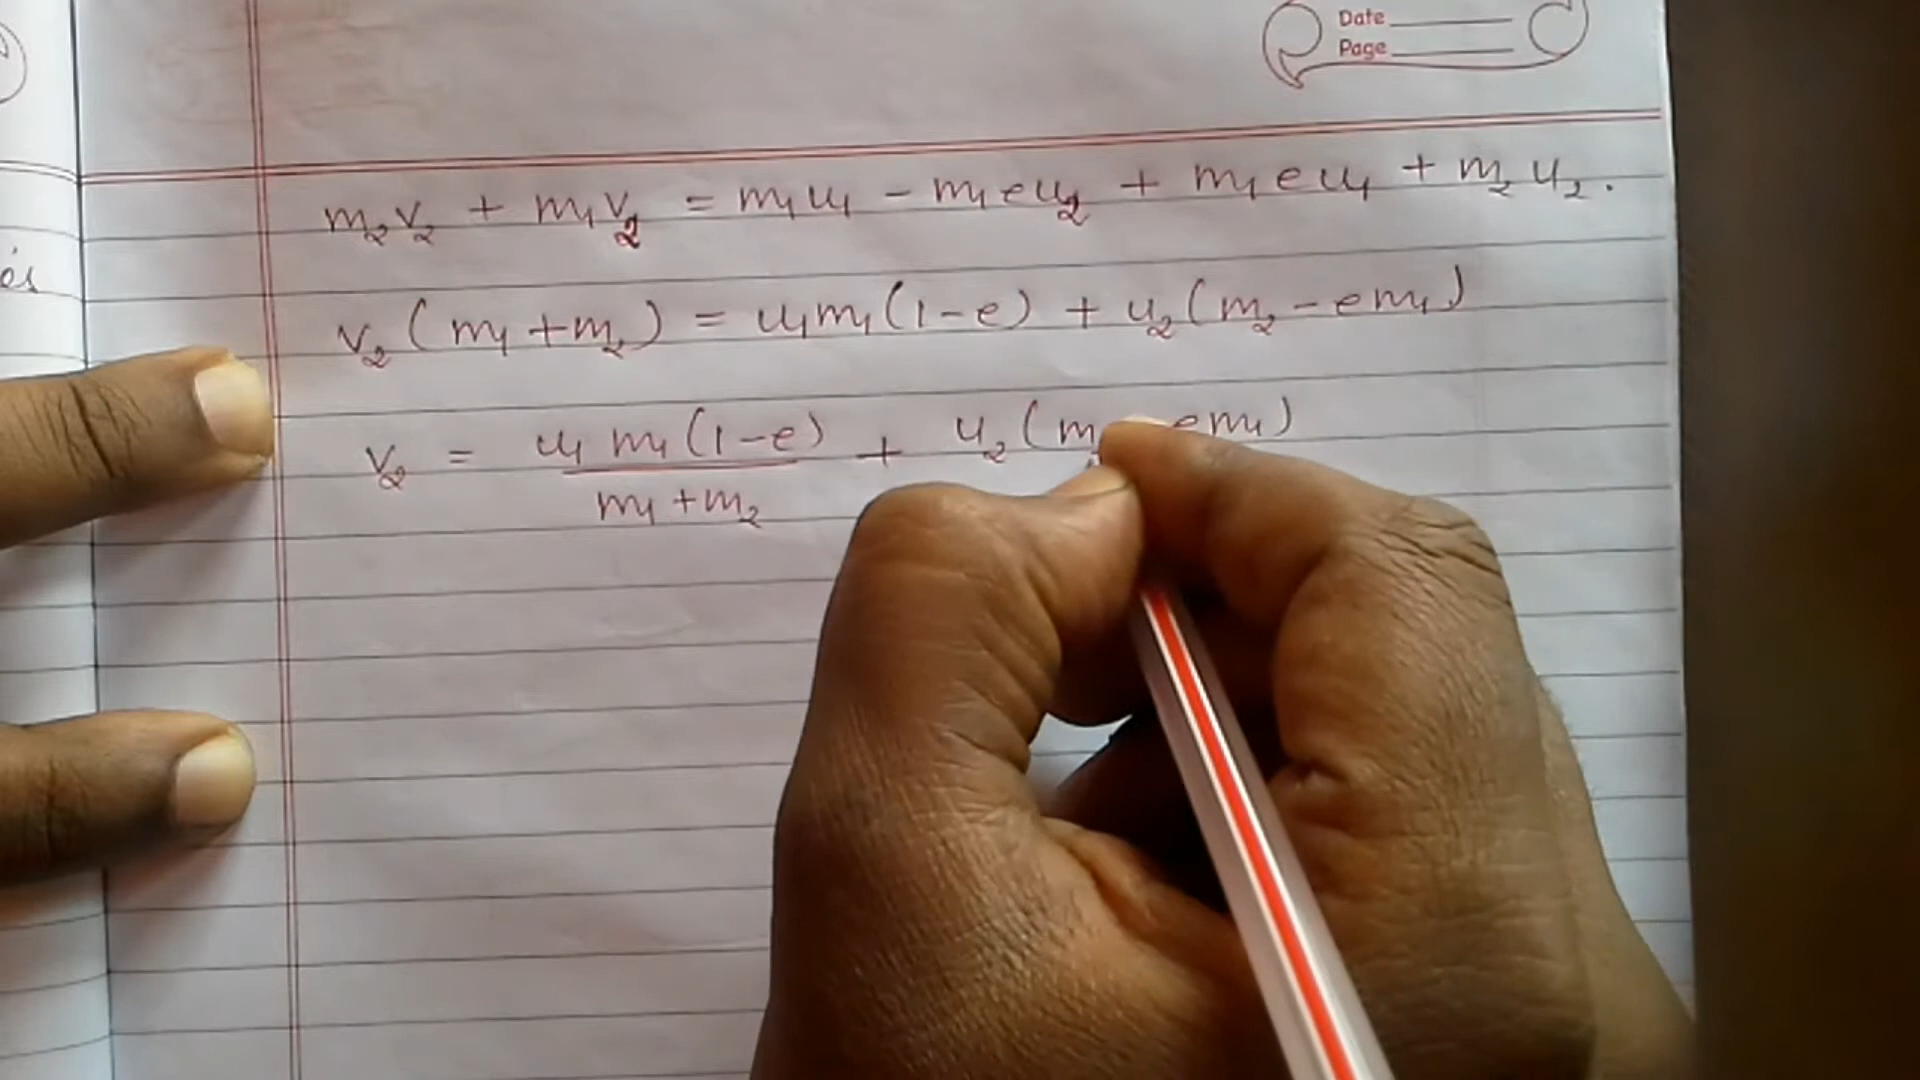 Date
Page
m₂v₂ + m₁v₂ = m₁u₁ - m₁eu₂ + m₁eu₁ + m₂u₂.
v₂(m₁+m₂) = u₁m₁(1-e) + u₂(m₂-em₁)
v₂ = u₁m₁(1-e) + u₂(m em₁)
m₁+m₂